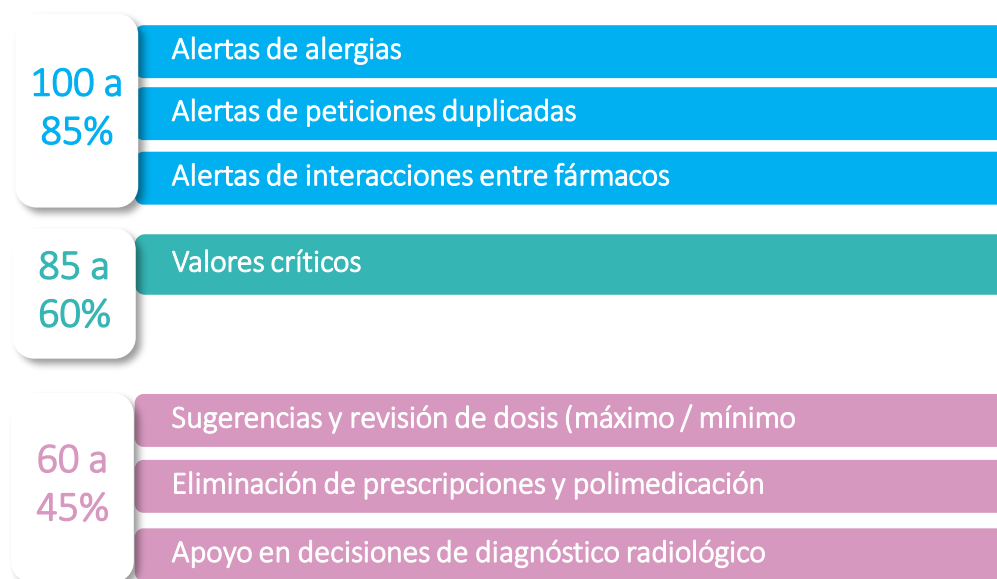 100 a
85%
Alertas de alergias
Alertas de peticiones duplicadas
Alertas de interacciones entre fármacos
85 a
60%
Valores críticos
60 a
45%
Sugerencias y revisión de dosis (máximo / mínimo
Eliminación de prescripciones y polimedicación
Apoyo en decisiones de diagnóstico radiológico